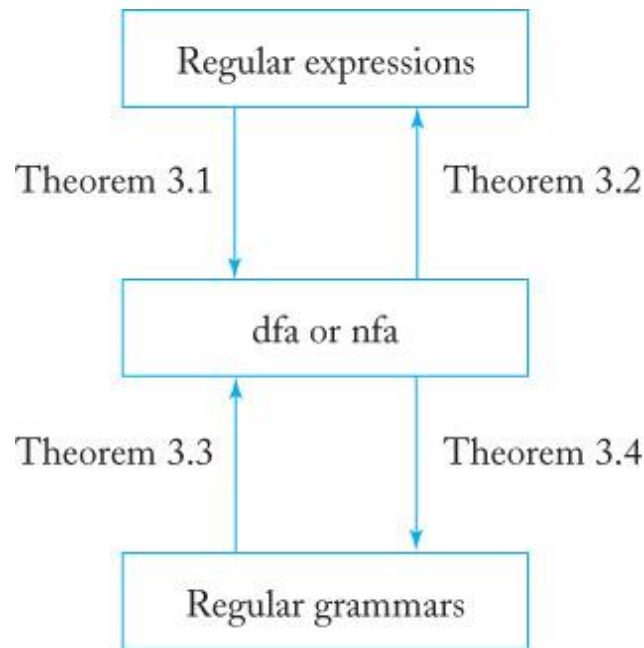 Regular expressions
Theorem 3.1
Theorem 3.2
dfa or nfa
Theorem 3.3
Theorem 3.4
Regular grammars